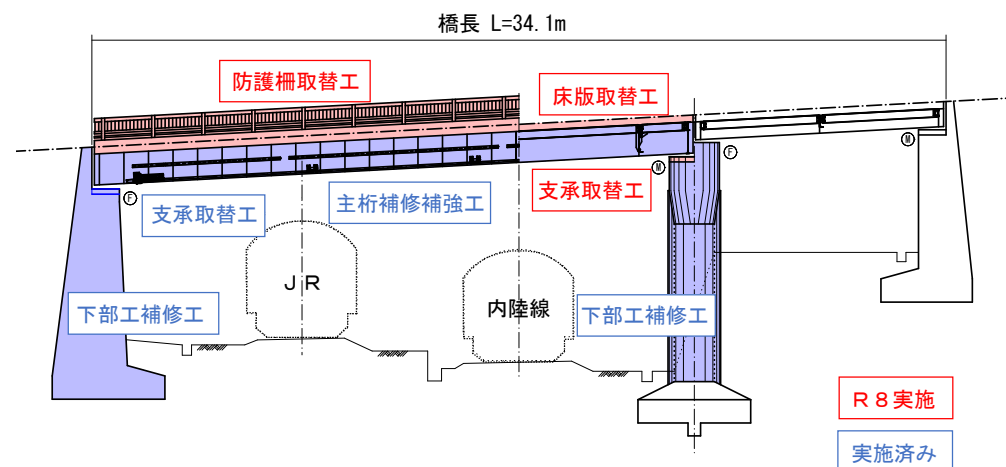 橋長 L=34.1m
防護柵取替工
床版取替工
Ⓕ
支承取替工
主桁補修補強工
Ⓜ
支承取替工
Ⓕ
Ⓜ
JR
内陸線
下部工補修工
下部工補修工
R8実施
実施済み